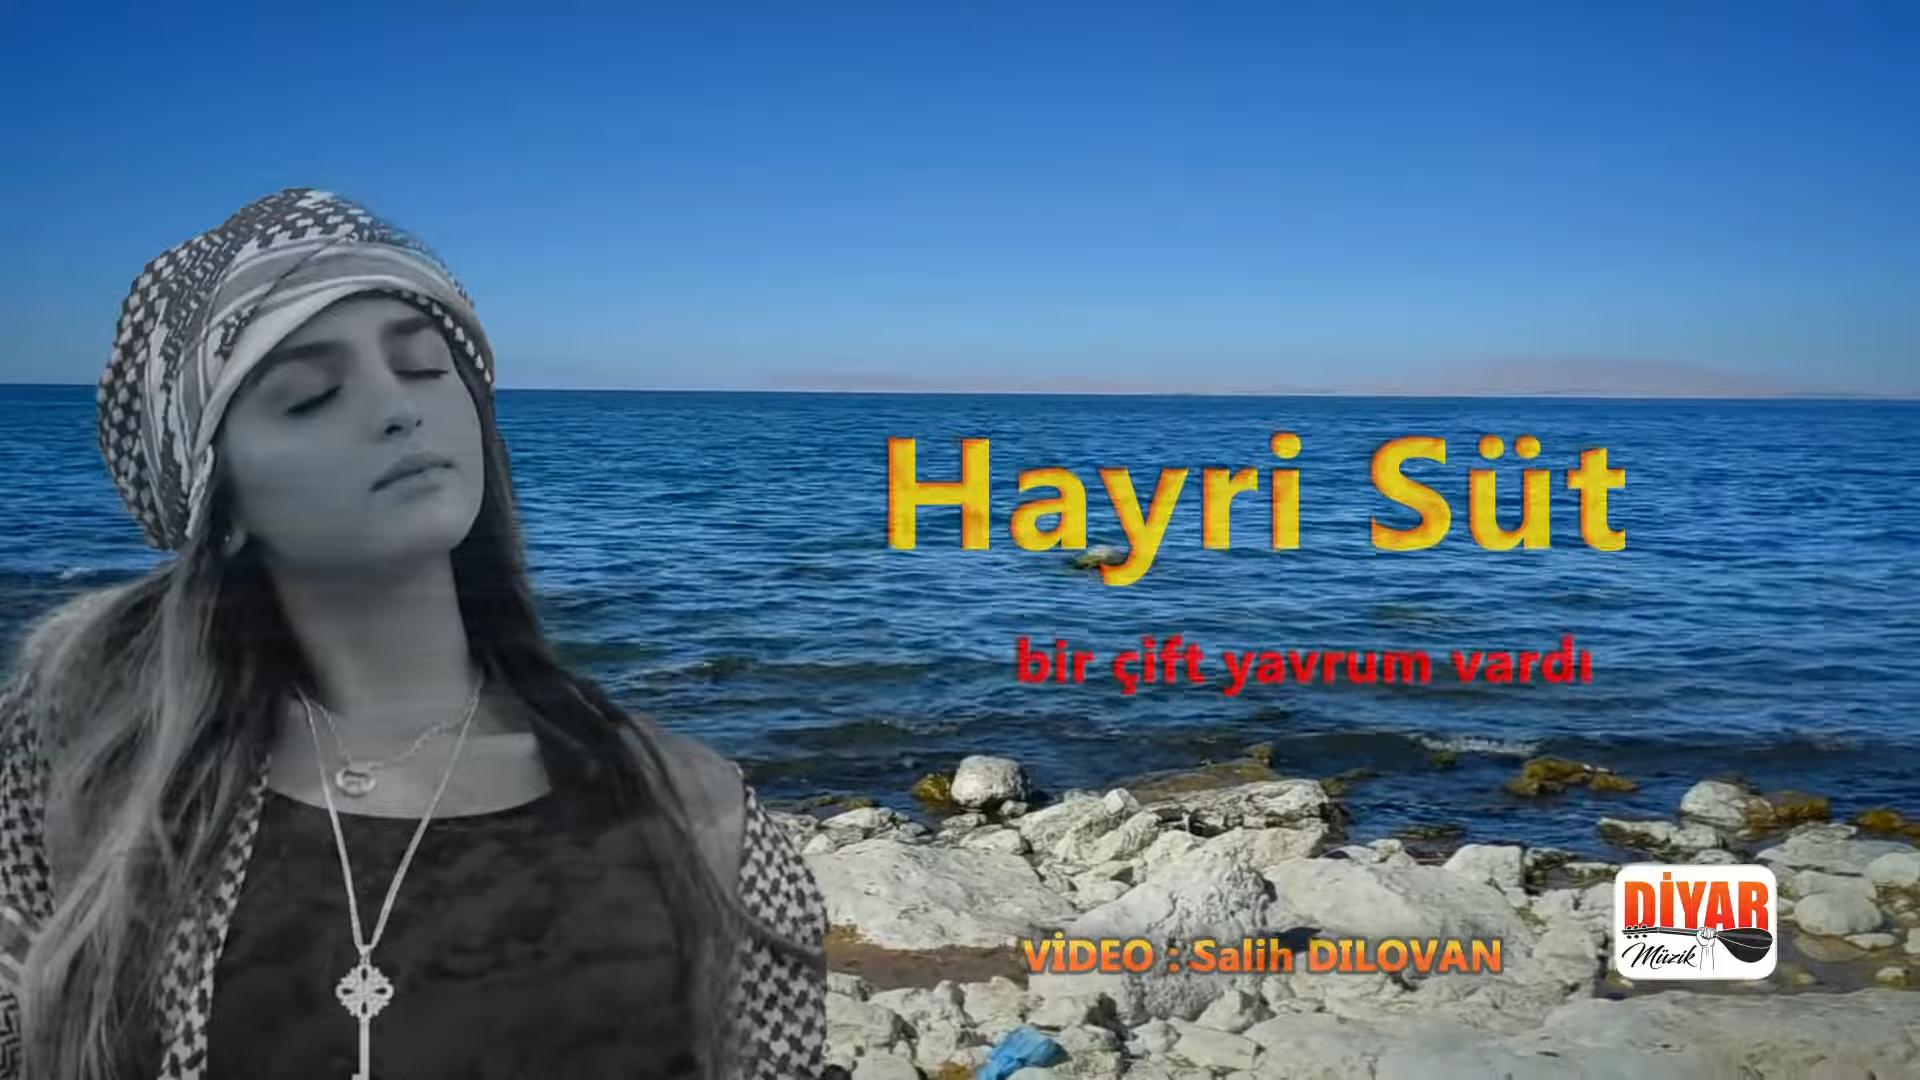 Hayri Süt
bir çift yavrum vardı
VİDEO : Salih DILOVAN
DİYAR
Müzik